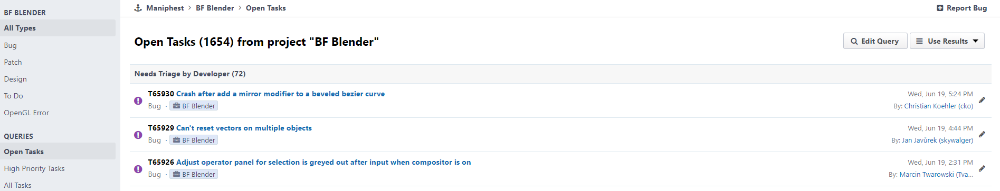 BF BLENDER
All Types
Bug
Patch
Design
To Do
OpenGL Error
QUERIES
Open Tasks
High Priority Tasks
All Tasks
Maniphest > BF Blender > Open Tasks
Report Bug
Open Tasks (1654) from project "BF Blender"
Edit Query
Use Results
Needs Triage by Developer (72)
T65930 Crash after add a mirror modifier to a beveled bezier curve
Wed, Jun 19, 5:24 PM
Bug · BF Blender
By: Christian Koehler (cko)
T65929 Can't reset vectors on multiple objects
Wed, Jun 19, 4:44 PM
Bug · BF Blender
By: Jan Javůrek (skywalger)
T65926 Adjust operator panel for selection is greyed out after input when compositor is on
Wed, Jun 19, 2:31 PM
Bug · BF Blender
By: Marcin Twarowski (Tva...